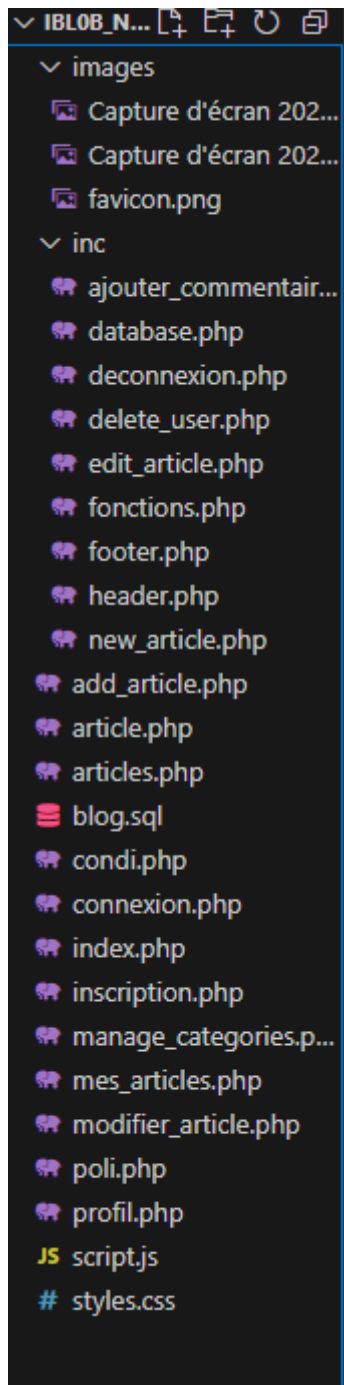 IBL0B_N...
images
Capture d'écran 202...
Capture d'écran 202...
favicon.png
inc
ajouter_commentair...
database.php
deconnexion.php
delete_user.php
edit_article.php
fonctions.php
footer.php
header.php
new_article.php
add_article.php
article.php
articles.php
blog.sql
condi.php
connexion.php
index.php
inscription.php
manage_categories.p...
mes_articles.php
modifier_article.php
poli.php
profil.php
JS script.js
# styles.css